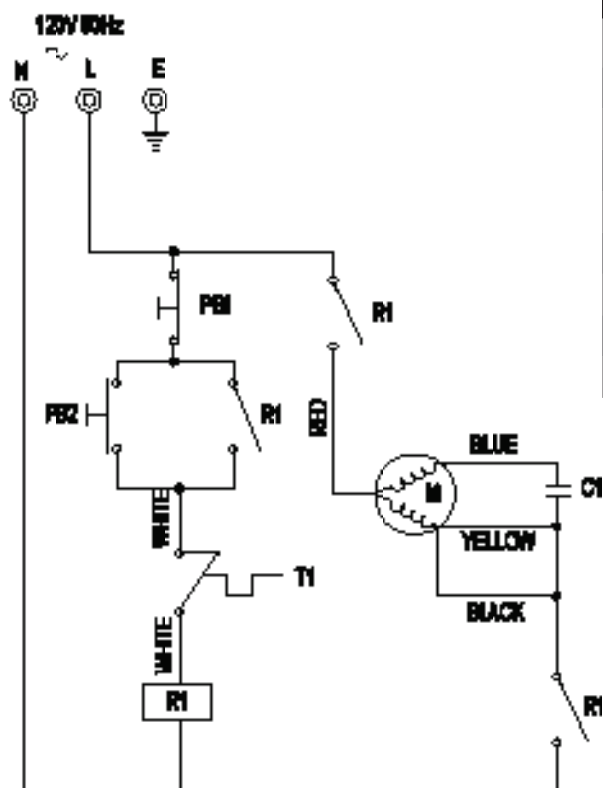 120V 60Hz
N L E
PB1
R1
PB2
R1
RED
BLUE
M
C1
WHITE
YELLOW
T1
BLACK
WHITE
R1
R1